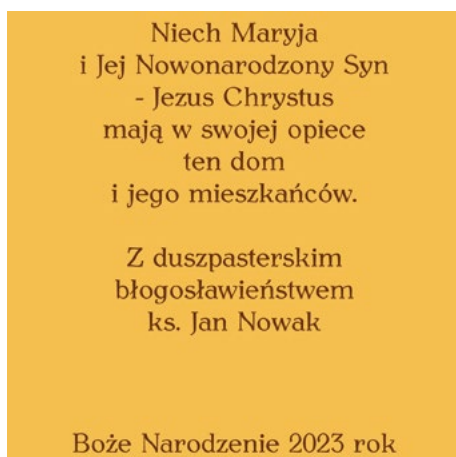 Niech Maryja
i Jej Nowonarodzony Syn
- Jezus Chrystus
mają w swojej opiece
ten dom
i jego mieszkańców.
Z duszpasterskim
błogosławieństwem
ks. Jan Nowak
Boże Narodzenie 2023 rok